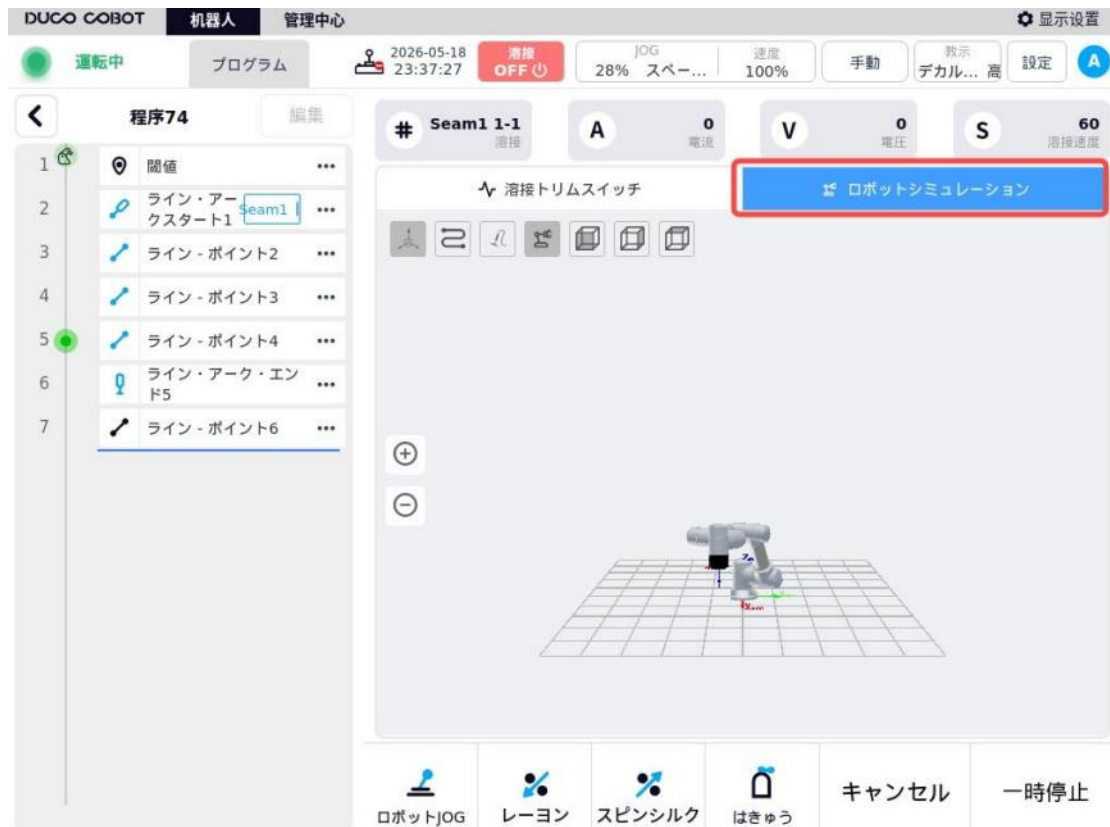 DUCO COBOT 机器人 管理中心 显示设置
運転中 プログラム 2026-05-18 23:37:27 溶接 OFF JOG 28% スペー... 速度 100% 手動 教示 デカル... 高 設定 A
程序74 編集
# Seam1 1-1 溶接 A 0 電流 V 0 電圧 S 60 溶接速度
溶接トリムスイッチ ロボットシミュレーション
1 閾値 •••
2 ライン・アー
クスタート1 Seam1 •••
3 ライン - ポイント2 •••
4 ライン - ポイント3 •••
5 ライン - ポイント4 •••
6 ライン・アーク・エン
ド5 •••
7 ライン - ポイント6 •••
ロボットJOG レーヨン スピンシルク はきゅう キャンセル 一時停止